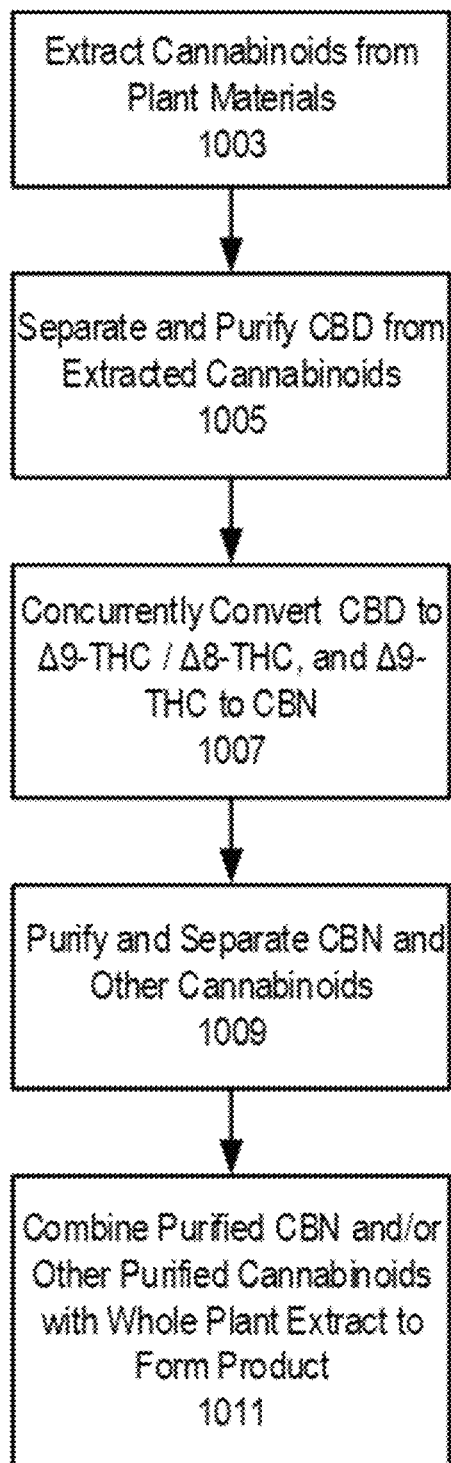 Extract Cannabinoids from
Plant Materials
1003
Separate and Purify CBD from
Extracted Cannabinoids
1005
Concurrently Convert CBD to
Δ9-THC / Δ8-THC, and Δ9-
THC to CBN
1007
Purify and Separate CBN and
Other Cannabinoids
1009
Combine Purified CBN and/or
Other Purified Cannabinoids
with Whole Plant Extract to
Form Product
1011